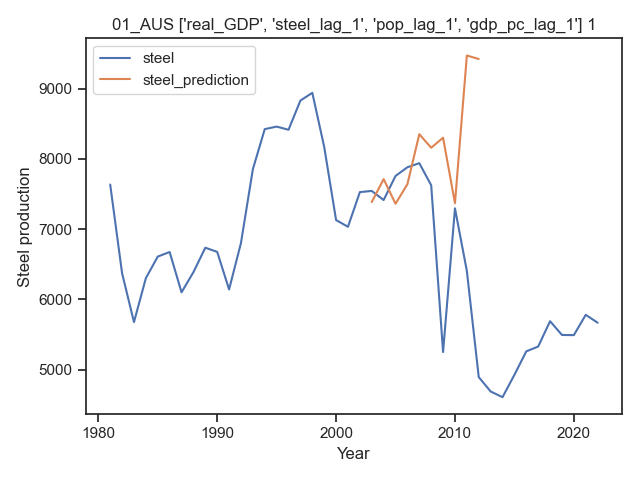 01_AUS ['real_GDP', 'steel_lag_1', 'pop_lag_1', 'gdp_pc_lag_1'] 1
steel
steel_prediction
9000
8000
7000
6000
5000
Steel production
1980
1990
2000
2010
2020
Year